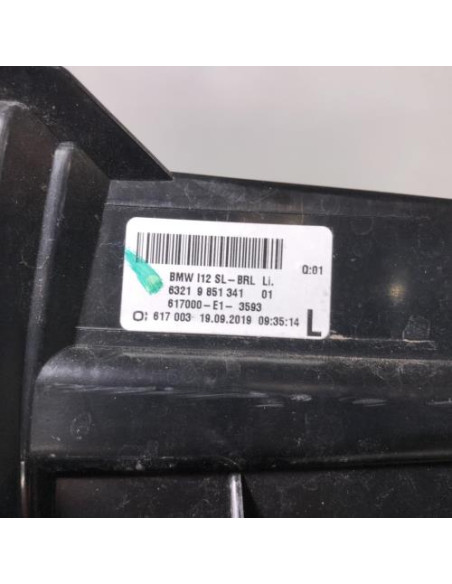 Q:01
BMW I12 SL-BRL Li.
6321 9 851 341 01
617000-E1- 3593
O: 617 003 19.09.2019 09:35:14 L